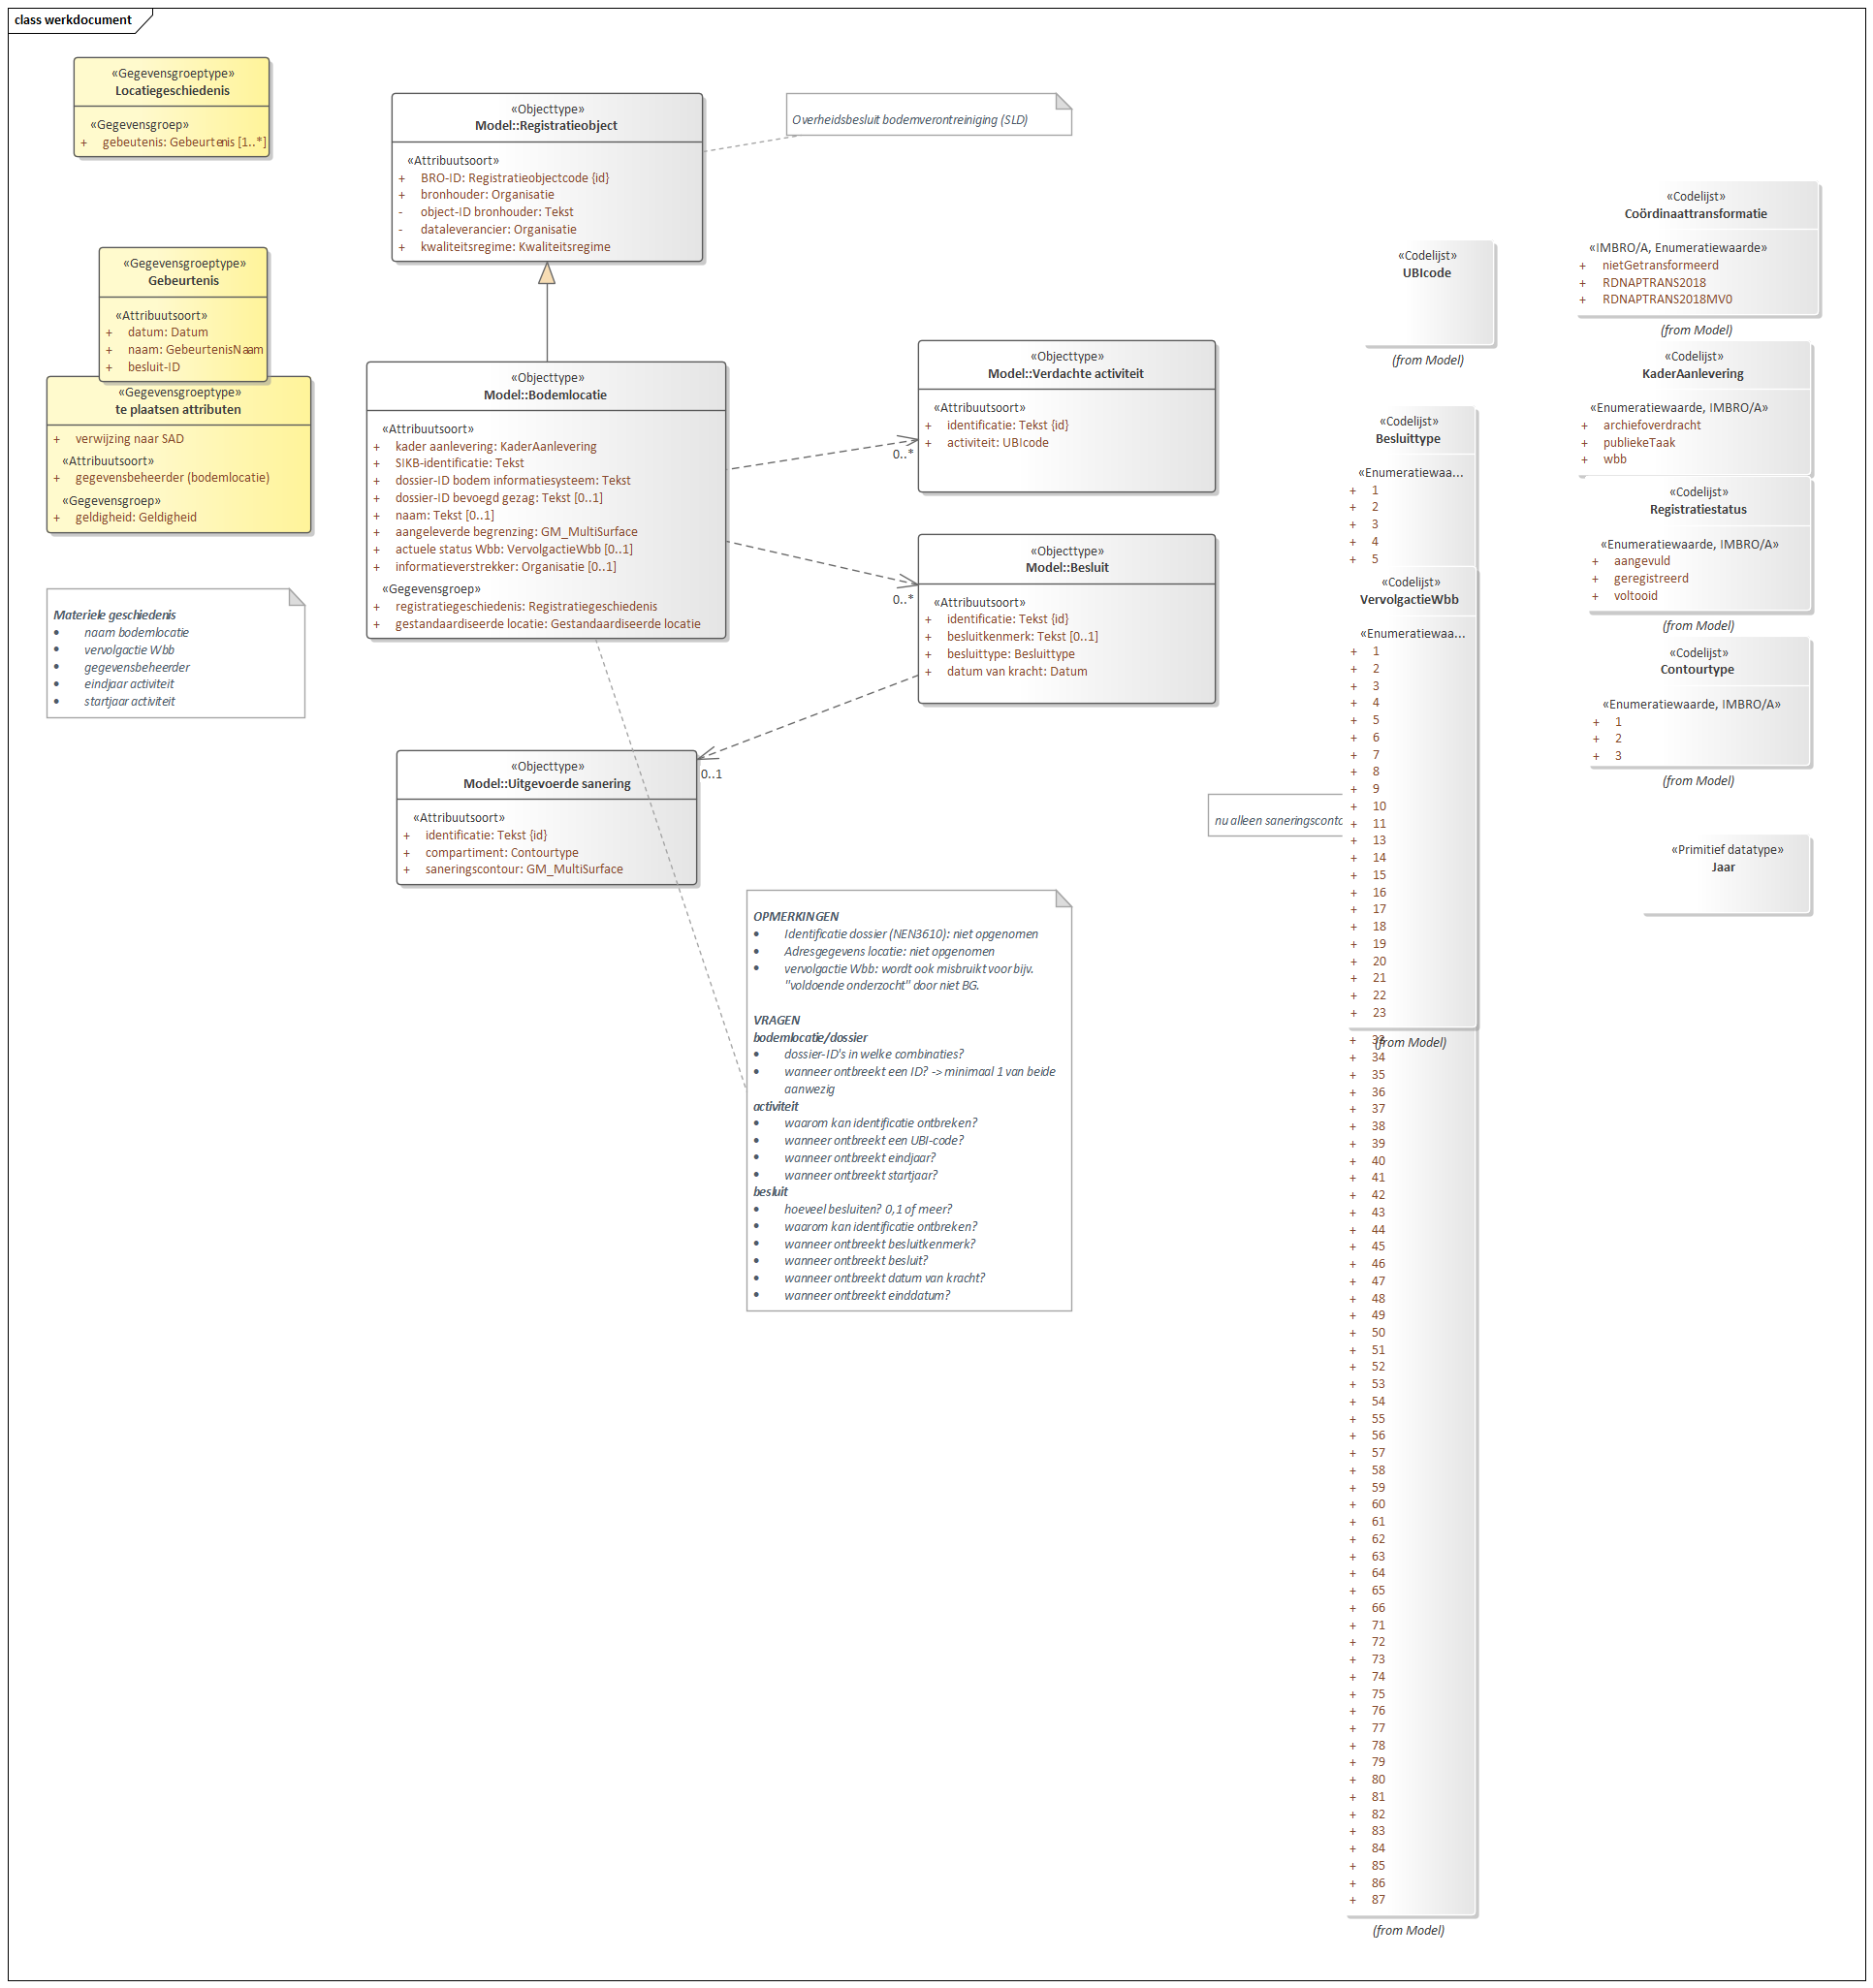 class werkdocument
«Gegevensgroeptype»
Locatiegeschiedenis
«Gegevensgroep»
+ gebeutenis: Gebeurtenis [1..*]
«Gegevensgroeptype»
Gebeurtenis
«Attribuutsoort»
+ datum: Datum
+ naam: GebeurtenisNaam
+ besluit-ID
«Gegevensgroeptype»
te plaatsen attributen
+ verwijzing naar SAD
«Attribuutsoort»
+ gegevensbeheerder (bodemlocatie)
«Gegevensgroep»
+ geldigheid: Geldigheid
Materiele geschiedenis
• naam bodemlocatie
• vervolgactie Wbb
• gegevensbeheerder
• eindjaar activiteit
• startjaar activiteit
«Objecttype»
Model::Registratieobject
«Attribuutsoort»
+ BRO-ID: Registratieobjectcode {id}
+ bronhouder: Organisatie
- object-ID bronhouder: Tekst
- dataleverancier: Organisatie
+ kwaliteitsregime: Kwaliteitsregime
Overheidsbesluit bodemverontreiniging (SLD)
«Objecttype»
Model::Bodemlocatie
«Attribuutsoort»
+ kader aanlevering: KaderAanlevering
+ SIKB-identificatie: Tekst
+ dossier-ID bodem informatiesysteem: Tekst
+ dossier-ID bevoegd gezag: Tekst [0..1]
+ naam: Tekst [0..1]
+ aangeleverde begrenzing: GM_MultiSurface
+ actuele status Wbb: VervolgactieWbb [0..1]
+ informatieverstrekker: Organisatie [0..1]
«Gegevensgroep»
+ registratiegeschiedenis: Registratiegeschiedenis
+ gestandaardiseerde locatie: Gestandaardiseerde locatie
«Objecttype»
Model::Verdachte activiteit
«Attribuutsoort»
+ identificatie: Tekst {id}
+ activiteit: UBIcode
0..*
«Objecttype»
Model::Besluit
«Attribuutsoort»
+ identificatie: Tekst {id}
+ besluitkenmerk: Tekst [0..1]
+ besluittype: Besluittype
+ datum van kracht: Datum
0..*
«Objecttype»
Model::Uitgevoerde sanering
«Attribuutsoort»
+ identificatie: Tekst {id}
+ compartiment: Contourtype
+ saneringscontour: GM_MultiSurface
0..1
OPMERKINGEN
• Identificatie dossier (NEN3610): niet opgenomen
• Adresgegevens locatie: niet opgenomen
• vervolgactie Wbb: wordt ook misbruikt voor bijv.
"voldoende onderzocht" door niet BG.
VRAGEN
bodemlocatie/dossier
• dossier-ID's in welke combinaties?
• wanneer ontbreekt een ID? -> minimaal 1 van beide
aanwezig
activiteit
• waarom kan identificatie ontbreken?
• wanneer ontbreekt een UBI-code?
• wanneer ontbreekt eindjaar?
• wanneer ontbreekt startjaar?
besluit
• hoeveel besluiten? 0,1 of meer?
• waarom kan identificatie ontbreken?
• wanneer ontbreekt besluitkenmerk?
• wanneer ontbreekt besluit?
• wanneer ontbreekt datum van kracht?
• wanneer ontbreekt einddatum?
nu alleen
«Codelijst»
UBIcode
(from Model)
«Codelijst»
Besluittype
«Enumeratiewaa...
+ 1
+ 2
+ 3
+ 4
+ 5
«Codelijst»
VervolgactieWbb
«Enumeratiewaa...
+ 1
+ 2
+ 3
+ 4
+ 5
+ 6
+ 7
+ 8
+ 9
+ 10
+ 11
+ 13
+ 14
+ 15
+ 16
+ 17
+ 18
+ 19
+ 20
+ 21
+ 22
+ 23
(from Model)
+ 34
+ 35
+ 36
+ 37
+ 38
+ 39
+ 40
+ 41
+ 42
+ 43
+ 44
+ 45
+ 46
+ 47
+ 48
+ 49
+ 50
+ 51
+ 52
+ 53
+ 54
+ 55
+ 56
+ 57
+ 58
+ 59
+ 60
+ 61
+ 62
+ 63
+ 64
+ 65
+ 66
+ 71
+ 72
+ 73
+ 74
+ 75
+ 76
+ 77
+ 78
+ 79
+ 80
+ 81
+ 82
+ 83
+ 84
+ 85
+ 86
+ 87
(from Model)
«Codelijst»
Coördinaattransformatie
«IMBRO/A, Enumeratiewaarde»
+ nietGetransformeerd
+ RDNAPTRANS2018
+ RDNAPTRANS2018MV0
(from Model)
«Codelijst»
KaderAanlevering
«Enumeratiewaarde, IMBRO/A»
+ archiefoverdracht
+ publiekeTaak
+ wbb
«Codelijst»
Registratiestatus
«Enumeratiewaarde, IMBRO/A»
+ aangevuld
+ geregistreerd
+ voltooid
(from Model)
«Codelijst»
Contourtype
«Enumeratiewaarde, IMBRO/A»
+ 1
+ 2
+ 3
(from Model)
«Primitief datatype»
Jaar